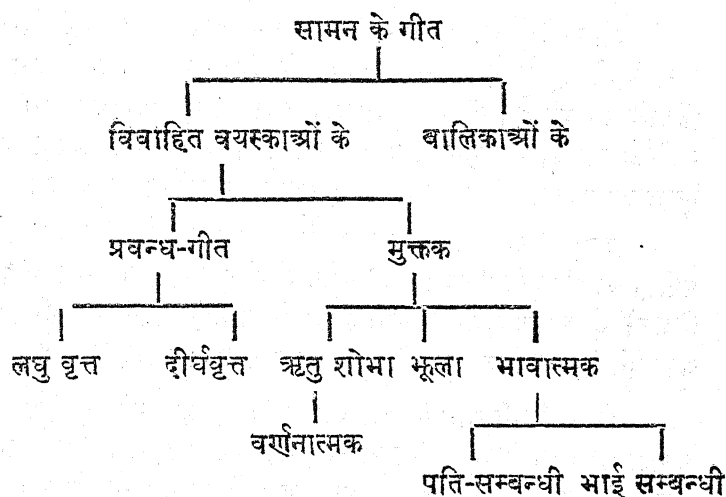 सामन के गीत
विवाहित वयस्काओं के बालिकाओं के
प्रबन्ध-गीत मुक्तक
लघु वृत्त दीर्घवृत्त ऋतु शोभा झूला भावात्मक
वर्णनात्मक
पति-सम्बन्धी भाई सम्बन्धी